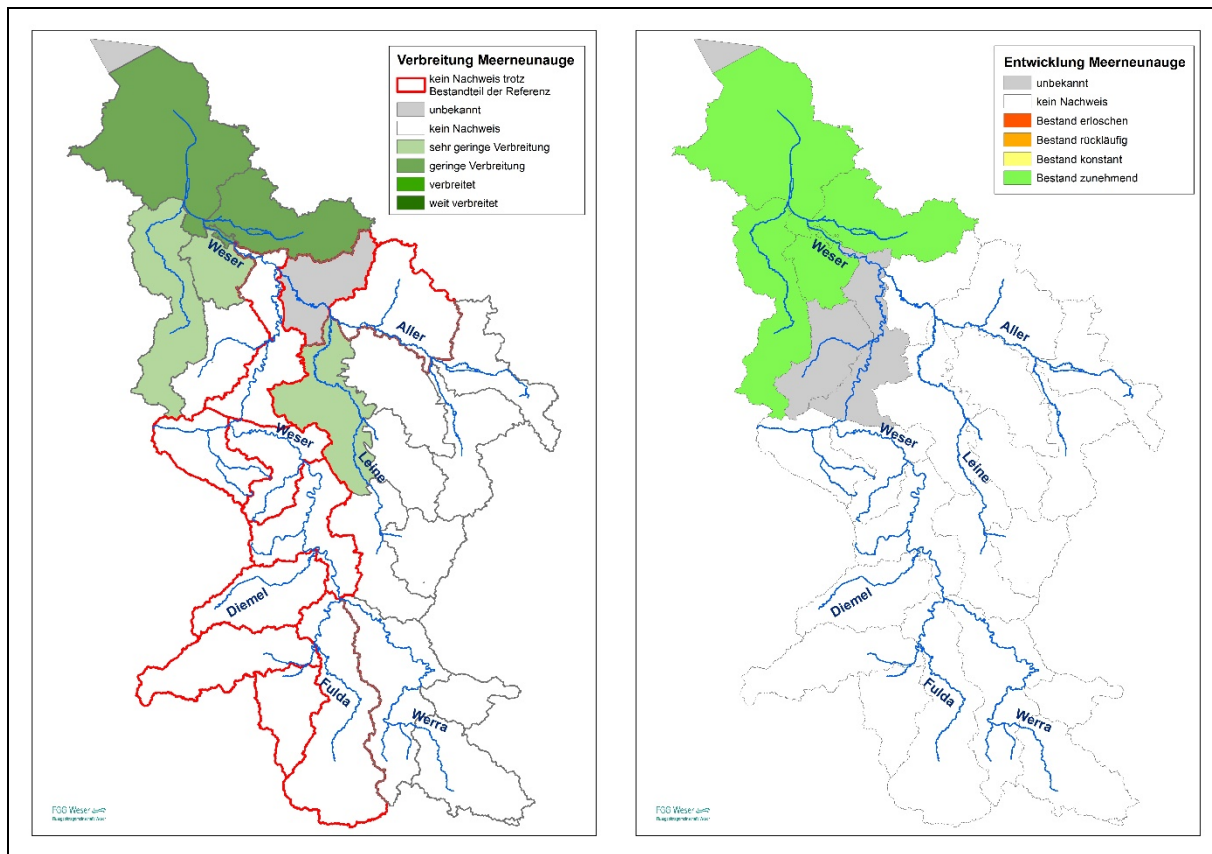 Verbreitung Meerneunauge
kein Nachweis trotz
Bestandteil der Referenz
unbekannt
kein Nachweis
sehr geringe Verbreitung
geringe Verbreitung
verbreitet
weit verbreitet
Weser
Aller
Weser
Leine
Diemel
Fulda
Werra
FGG Weser
Entwicklung Meerneunauge
unbekannt
kein Nachweis
Bestand erloschen
Bestand rückläufig
Bestand konstant
Bestand zunehmend
Weser
Aller
Weser
Leine
Diemel
Fulda
Werra
FGG Weser